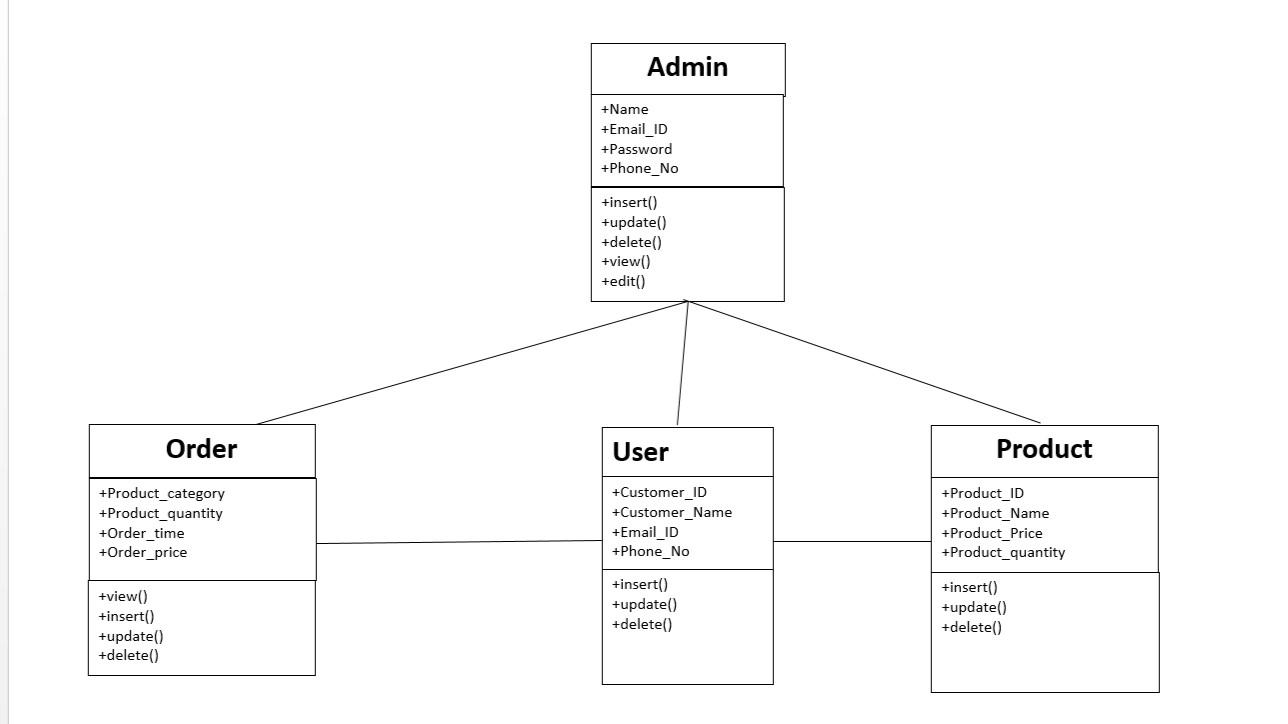 Admin
+Name
+Email_ID
+Password
+Phone_No
+insert()
+update()
+delete()
+view()
+edit()
Order
+Product_category
+Product_quantity
+Order_time
+Order_price
+view()
+insert()
+update()
+delete()
User
+Customer_ID
+Customer_Name
+Email_ID
+Phone_No
+insert()
+update()
+delete()
Product
+Product_ID
+Product_Name
+Product_Price
+Product_quantity
+insert()
+update()
+delete()